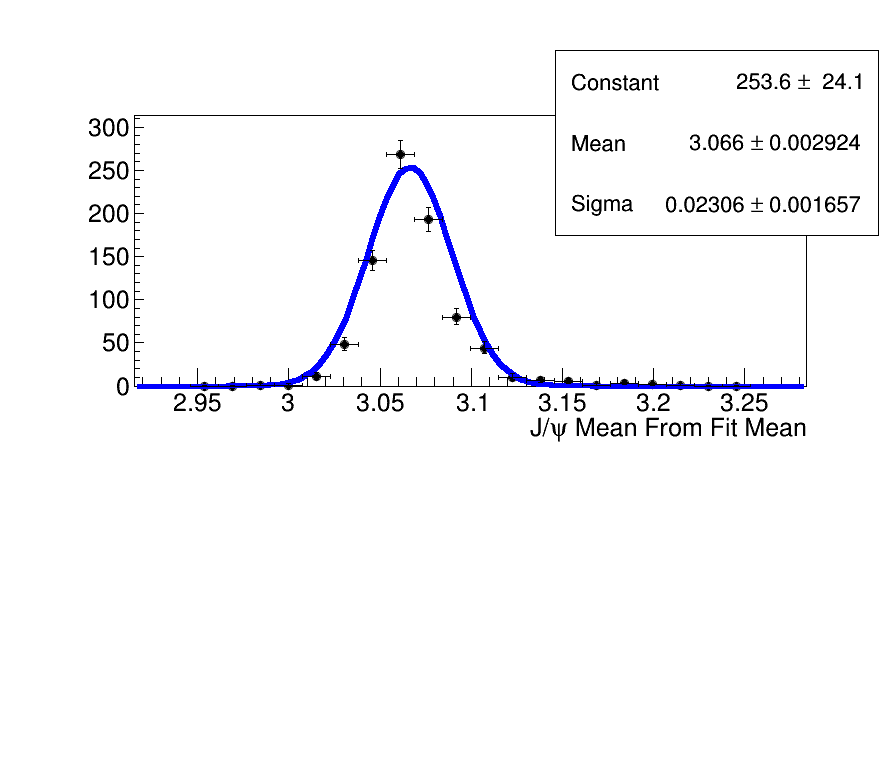 Constant 253.6 ± 24.1
Mean 3.066 ± 0.002924
Sigma 0.02306 ± 0.001657
300
250
200
150
100
50
0
2.95 3 3.05 3.1 3.15 3.2 3.25
J/ψ Mean From Fit Mean